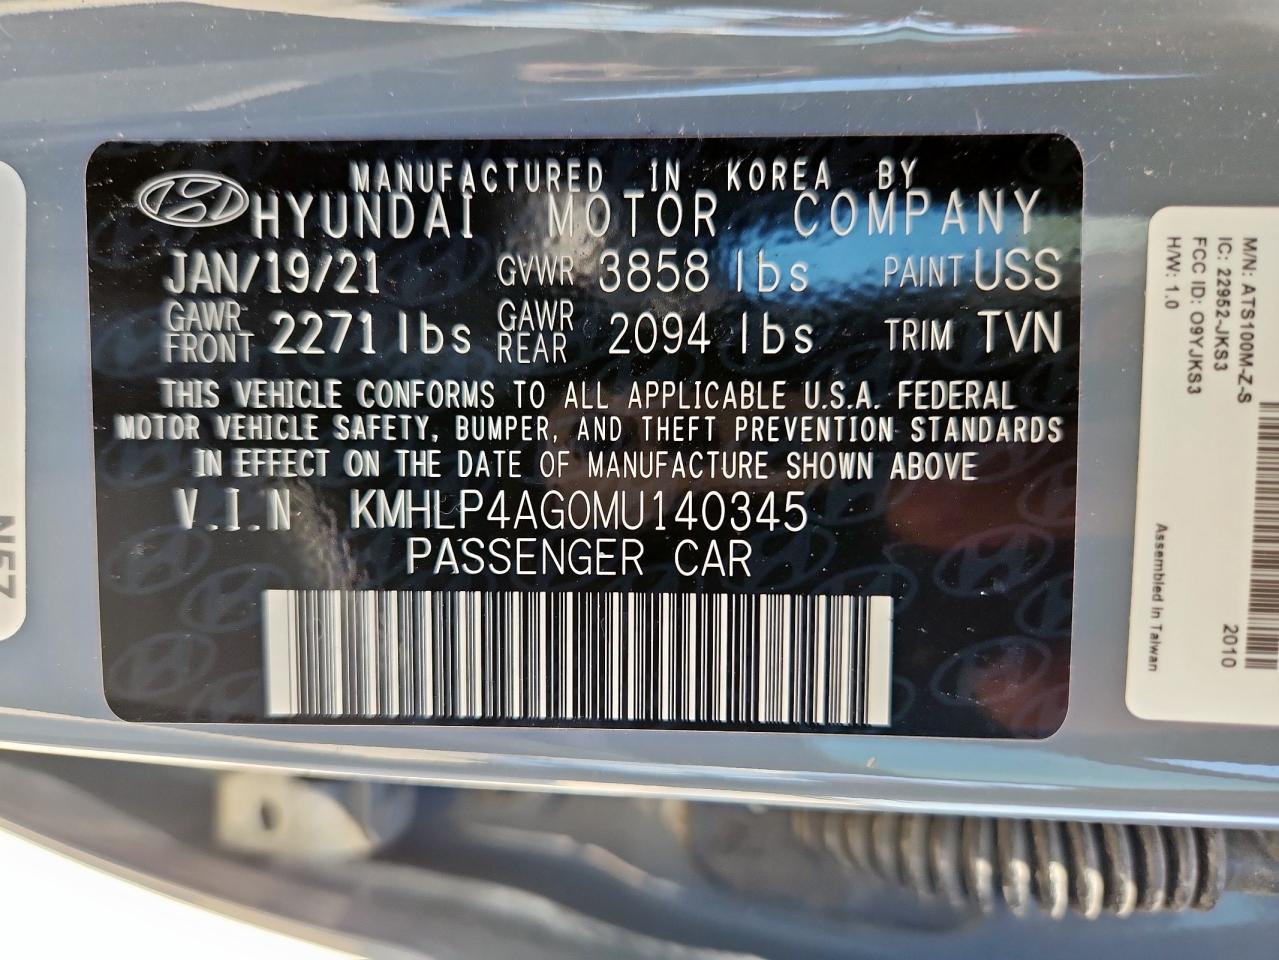 MANUFACTURED IN KOREA BY
HYUNDAI MOTOR COMPANY
JAN/19/21 GVWR 3858 lbs PAINT USS
GAWR FRONT 2271 lbs GAWR REAR 2094 lbs TRIM TVN
THIS VEHICLE CONFORMS TO ALL APPLICABLE U.S.A. FEDERAL
MOTOR VEHICLE SAFETY, BUMPER, AND THEFT PREVENTION STANDARDS
IN EFFECT ON THE DATE OF MANUFACTURE SHOWN ABOVE
V.I.N KMHLP4AG0MU140345
PASSENGER CAR
M/N: ATS100M-Z-S
IC: 22952-JKS3
FCC ID: O9YJKS3
H/W: 1.0
2010
Assembled in Taiwan